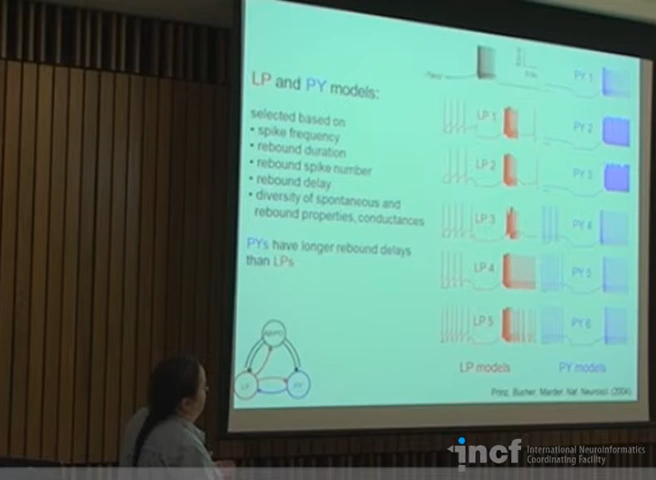 LP and PY models:
selected based on
• spike frequency
• rebound duration
• rebound spike number
• rebound delay
• diversity of spontaneous and
rebound properties, conductances
PYs have longer rebound delays
than LPs
LP 1
LP 2
LP 3
LP 4
LP 5
LP models
PY 1
PY 2
PY 3
PY 4
PY 5
PY 6
PY models
LP
PY
Prinz, Bucher, Marder, Nat. Neurosci. (2004)
incf
International Neuroinformatics
Coordinating Facility